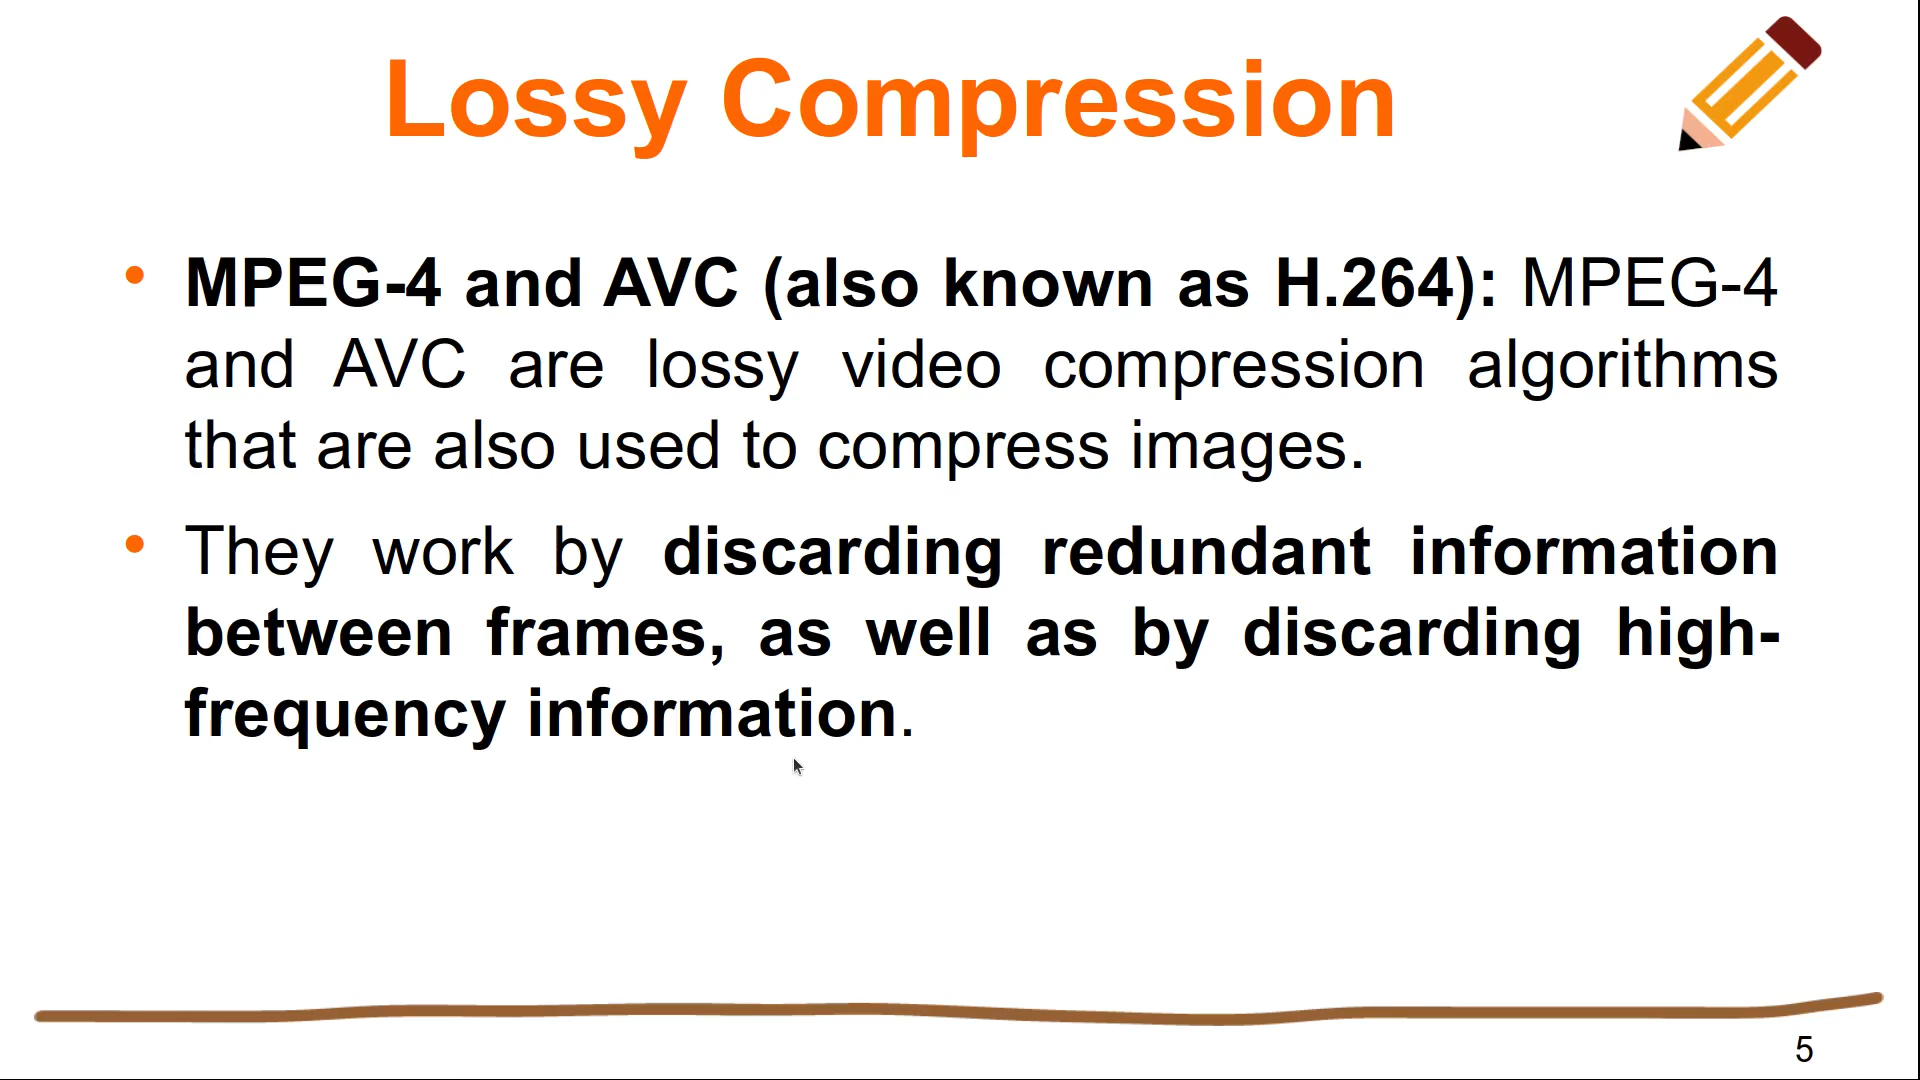 Lossy Compression
• MPEG-4 and AVC (also known as H.264): MPEG-4
and AVC are lossy video compression algorithms
that are also used to compress images.
• They work by discarding redundant information
between frames, as well as by discarding high-
frequency information.
5